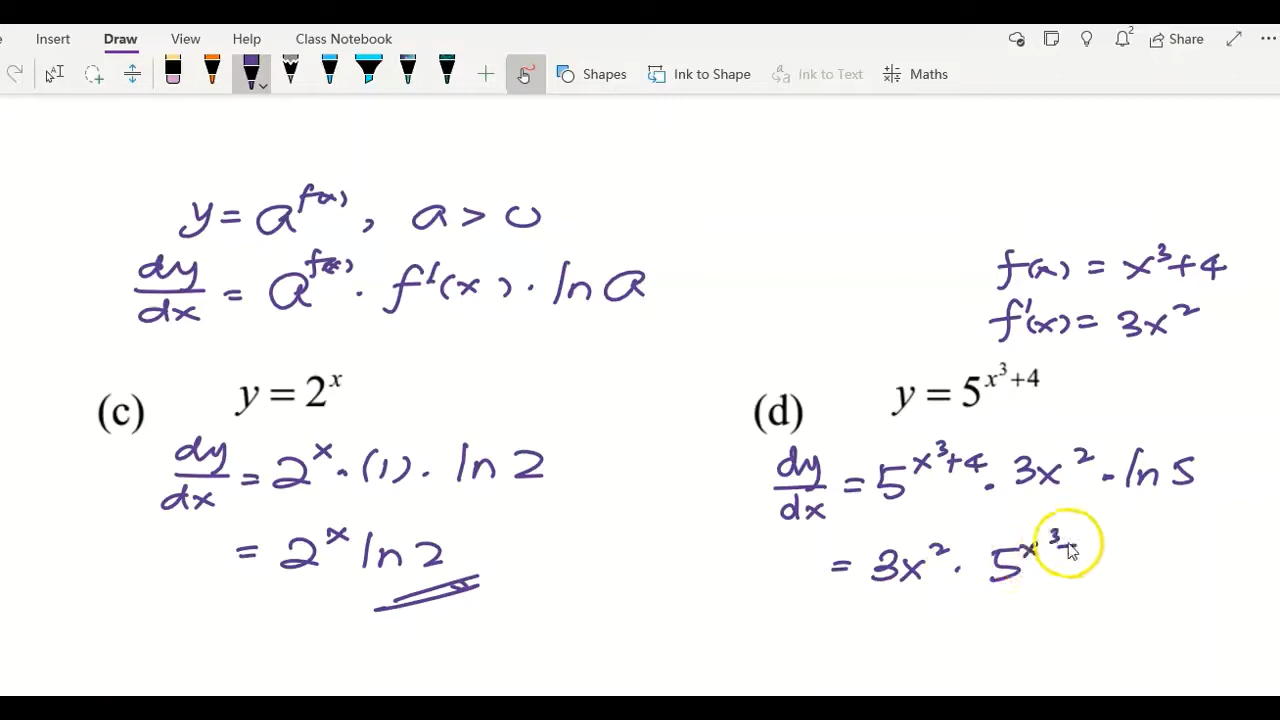 Insert Draw View Help Class Notebook 2 Share
A Shapes Ink to Shape a Ink to Text Maths
y = a^{f(x)}, a > 0
dy/dx = a^{f(x)} · f'(x) · ln a
f(x) = x³+4
f'(x) = 3x²
(c) y = 2^x
dy/dx = 2^x · (1) · ln 2
= 2^x ln 2
(d) y = 5^{x³+4}
dy/dx = 5^{x³+4} · 3x² · ln 5
= 3x² · 5^{x³